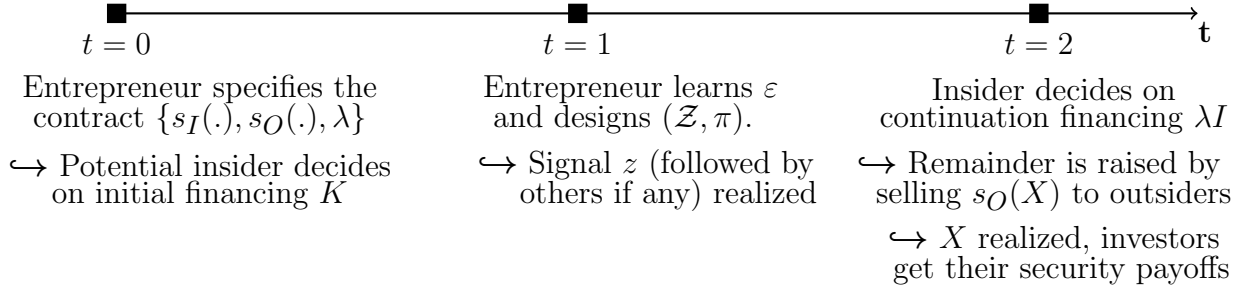 t = 0
t = 1
t = 2
t
Entrepreneur specifies the
contract {s_I(.), s_O(.), λ}
↪ Potential insider decides
on initial financing K
Entrepreneur learns ε
and designs (𝒵, π).
↪ Signal z (followed by
others if any) realized
Insider decides on
continuation financing λI
↪ Remainder is raised by
selling s_O(X) to outsiders
↪ X realized, investors
get their security payoffs